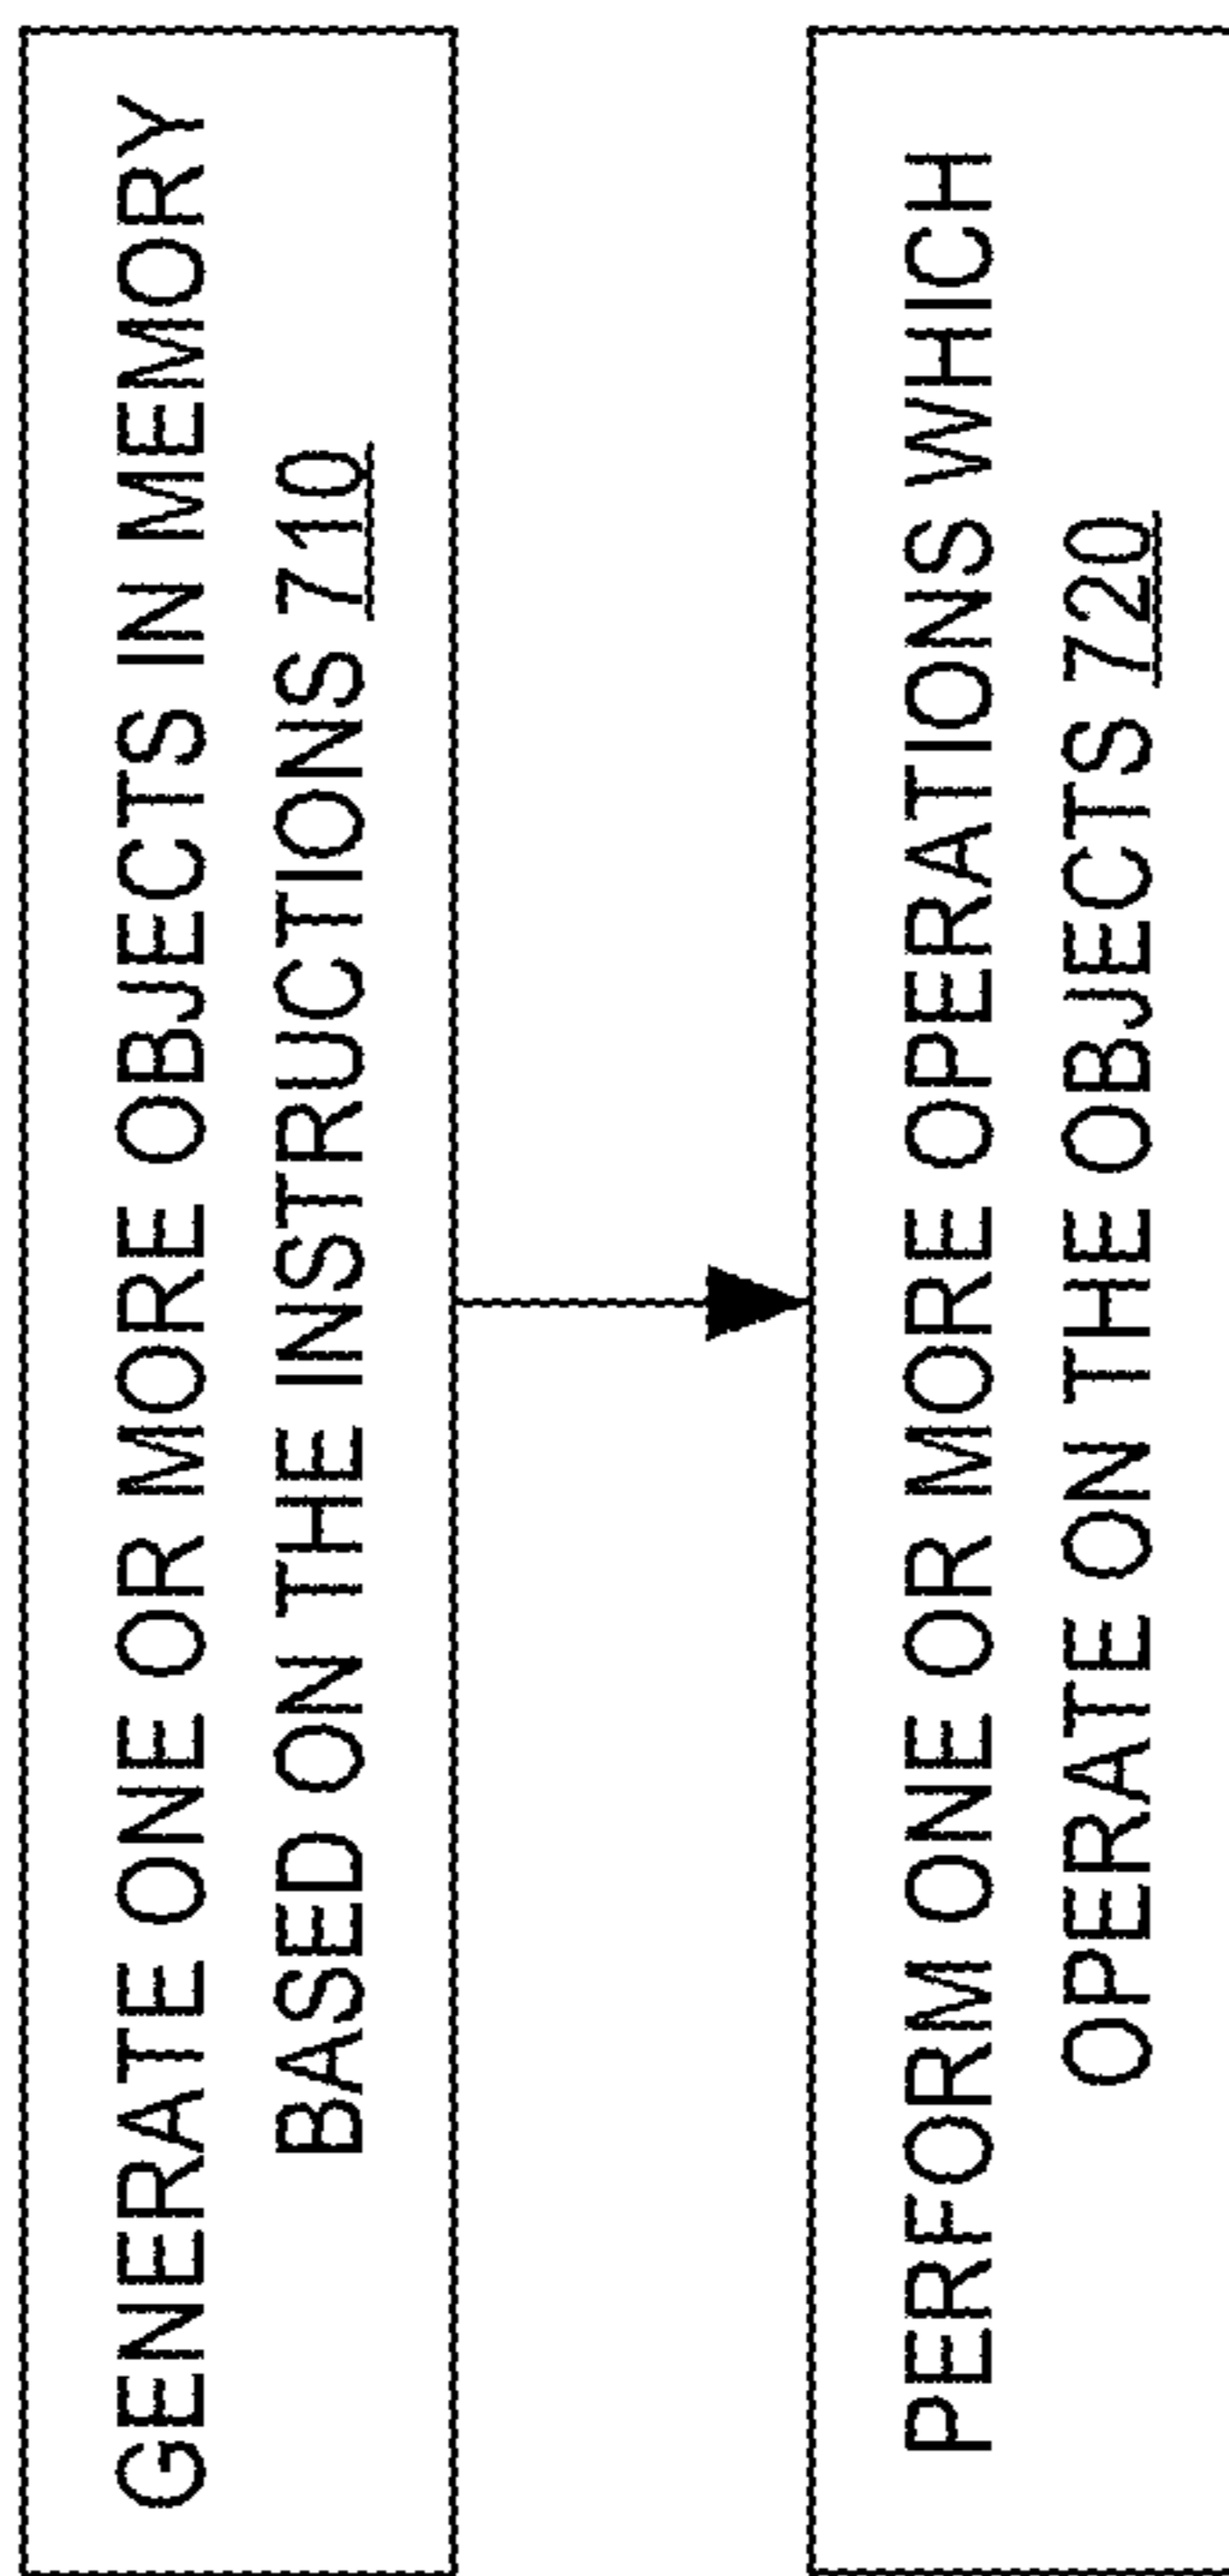 GENERATE ONE OR MORE OBJECTS IN MEMORY
BASED ON THE INSTRUCTIONS 710
PERFORM ONE OR MORE OPERATIONS WHICH
OPERATE ON THE OBJECTS 720